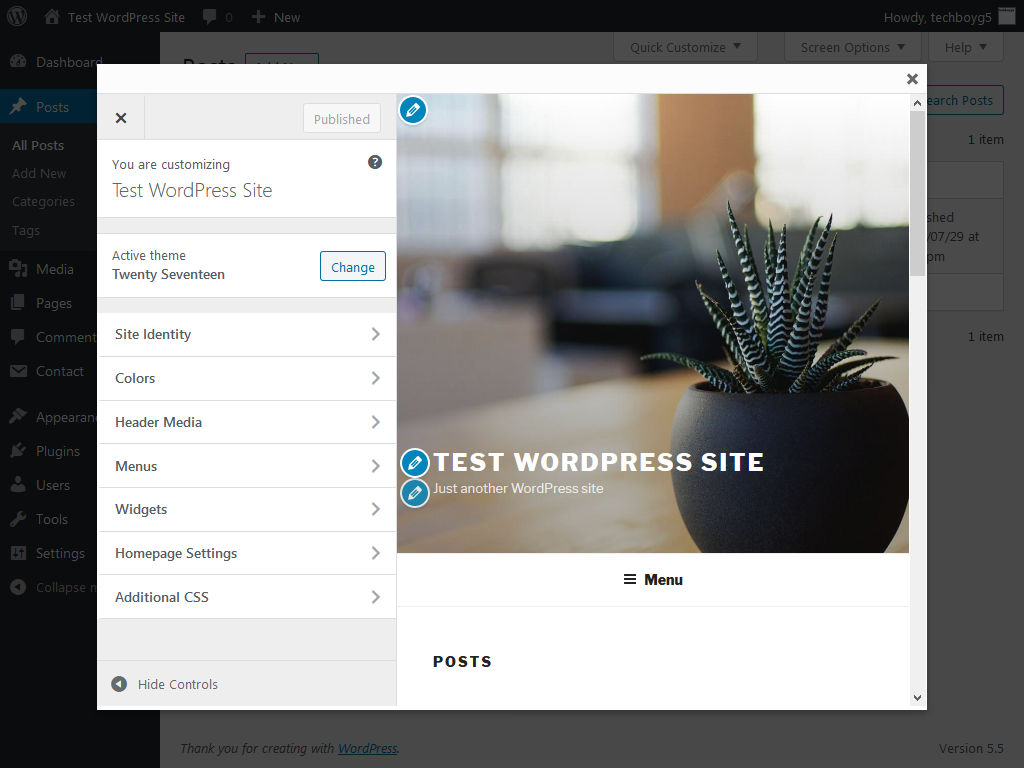 Test WordPress Site
0
New
Howdy, techboyg5
Dashboard
Posts
All Posts
Add New
Categories
Tags
Media
Pages
Comment
Contact
Appearan
Plugins
Users
Tools
Settings
Collapse m
Posts
Quick Customize
Screen Options
Help
earch Posts
1 item
shed
/07/29 at
pm
1 item
Published
You are customizing
Test WordPress Site
Active theme
Twenty Seventeen
Change
Site Identity
Colors
Header Media
Menus
Widgets
Homepage Settings
Additional CSS
Hide Controls
TEST WORDPRESS SITE
Just another WordPress site
Menu
POSTS
Thank you for creating with WordPress.
Version 5.5